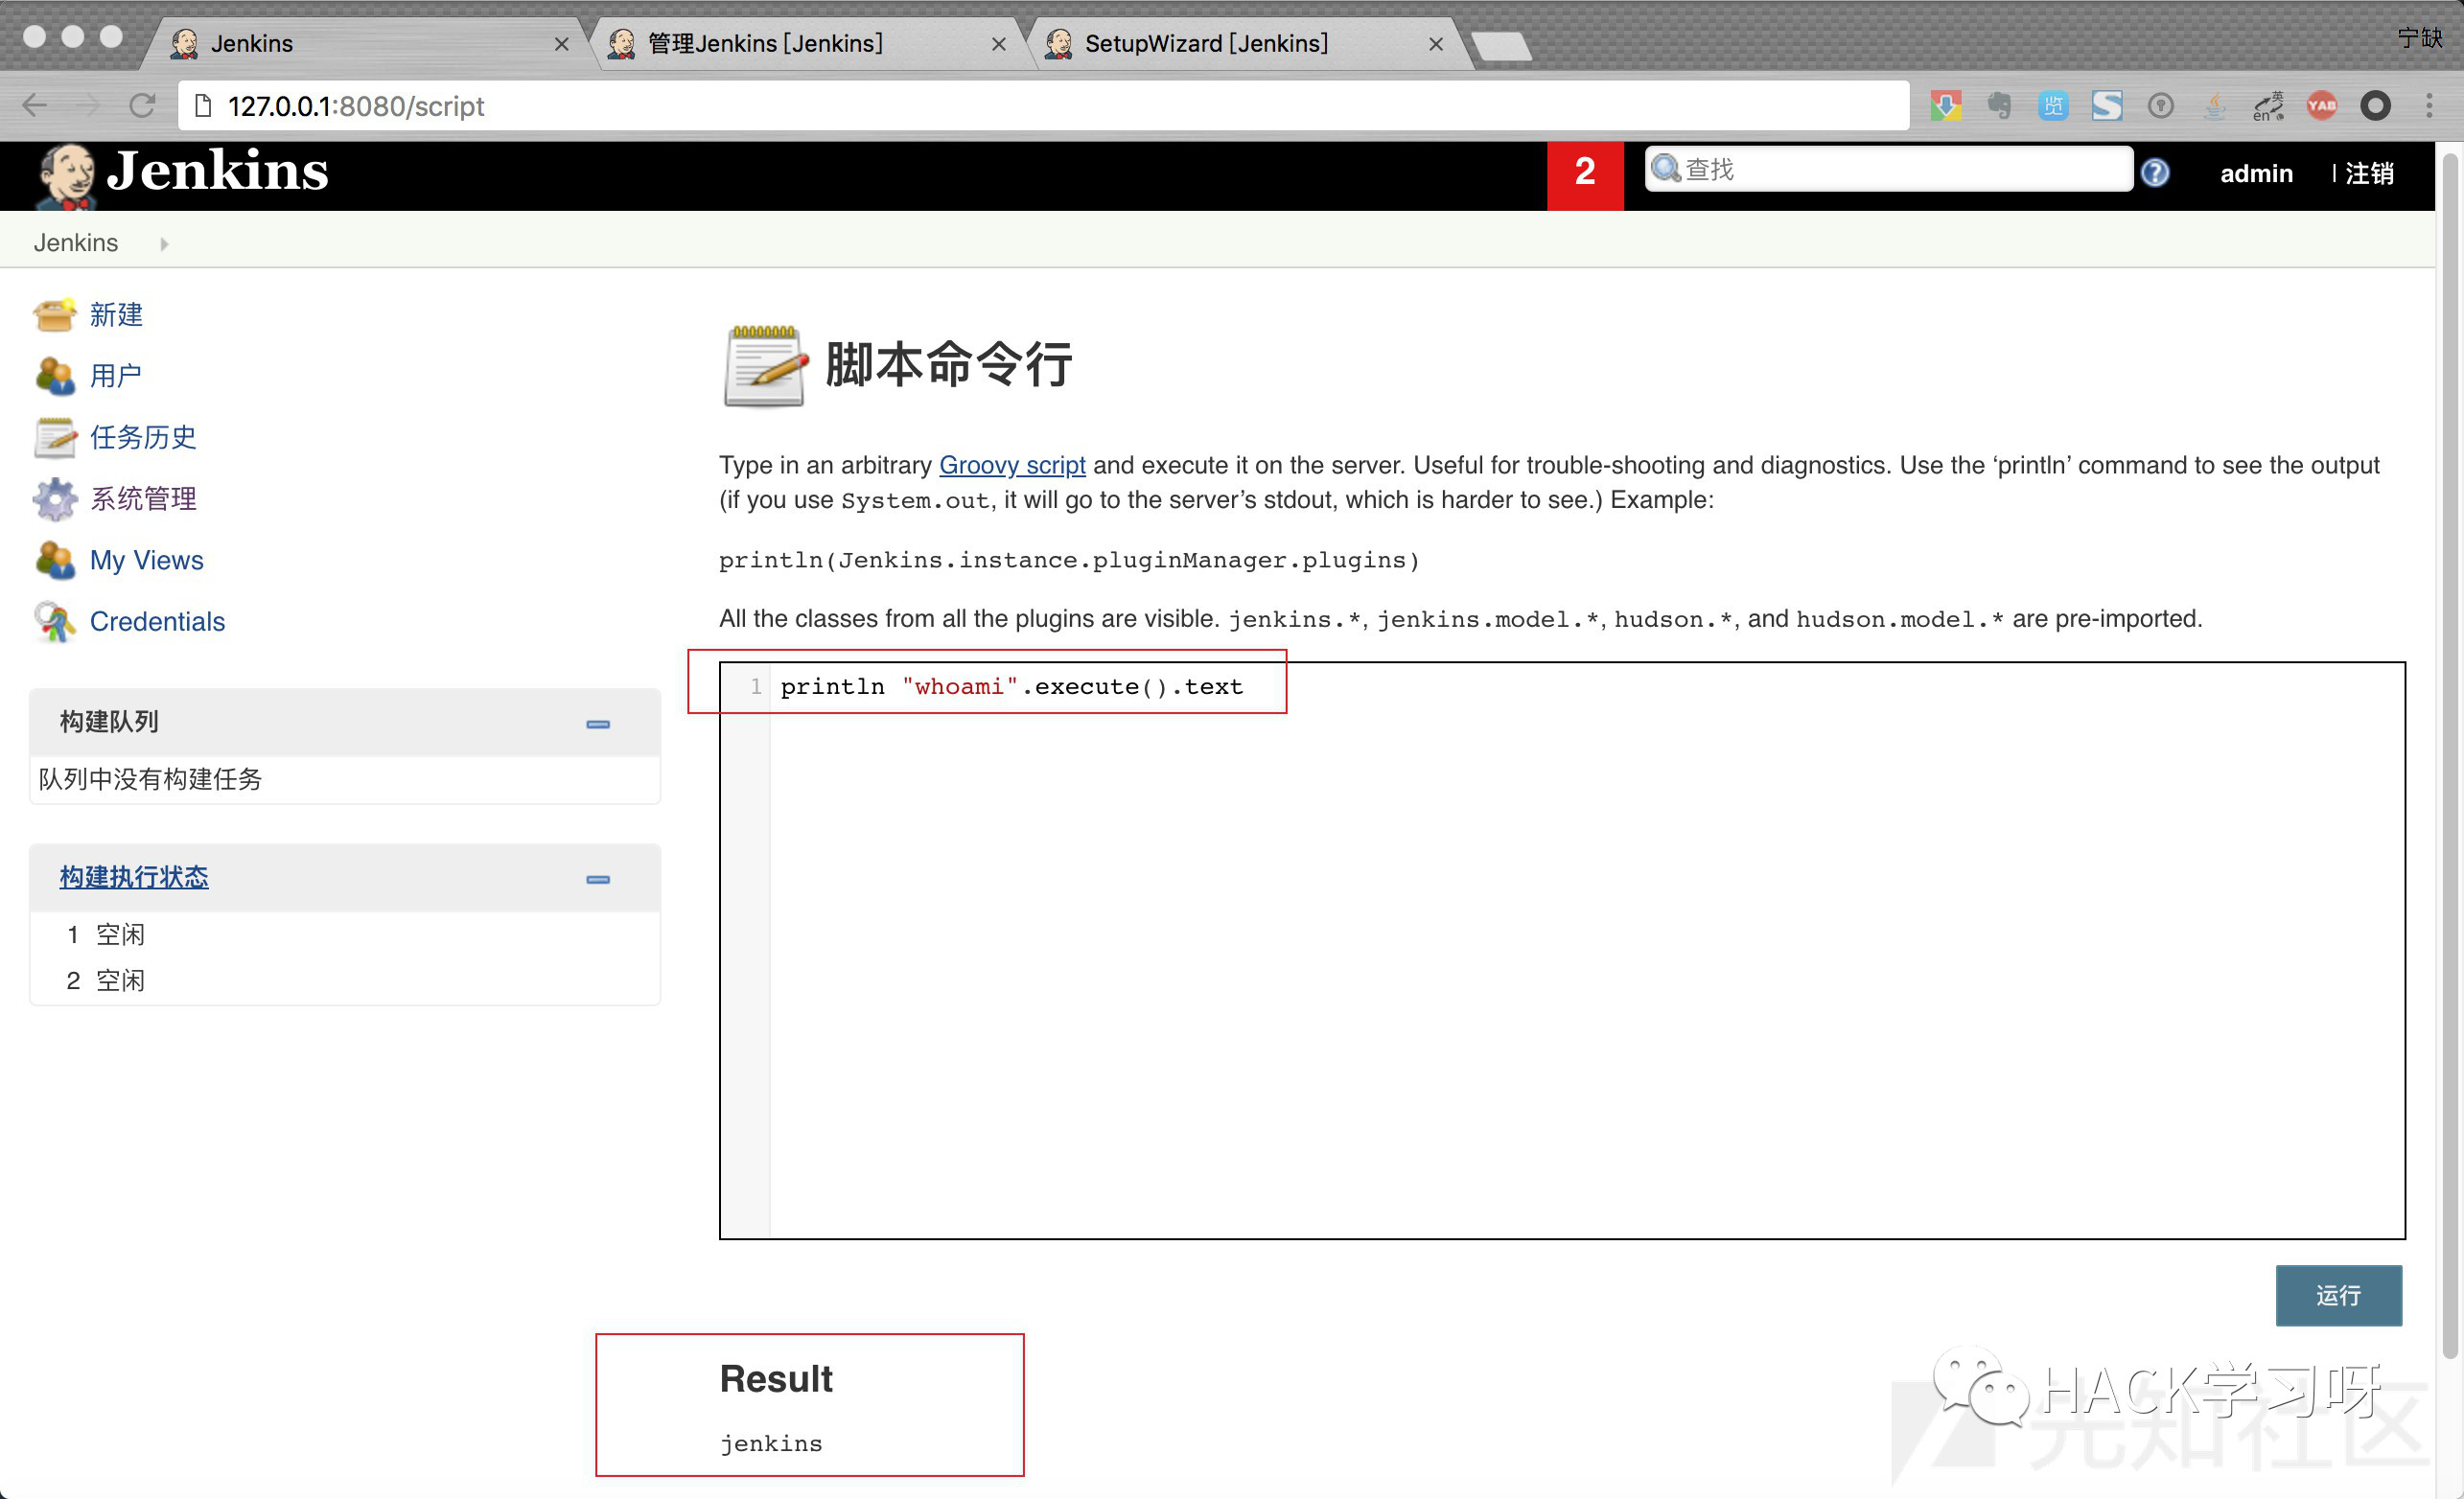 Jenkins
管理Jenkins [Jenkins]
SetupWizard [Jenkins]
宁缺
127.0.0.1:8080/script
览
英
en
YAB
Jenkins
2
查找
admin
注销
Jenkins
新建
用户
任务历史
系统管理
My Views
Credentials
构建队列
队列中没有构建任务
构建执行状态
1 空闲
2 空闲
脚本命令行
Type in an arbitrary Groovy script and execute it on the server. Useful for trouble-shooting and diagnostics. Use the ‘println’ command to see the output
(if you use System.out, it will go to the server’s stdout, which is harder to see.) Example:
println(Jenkins.instance.pluginManager.plugins)
All the classes from all the plugins are visible. jenkins.*, jenkins.model.*, hudson.*, and hudson.model.* are pre-imported.
1 println "whoami".execute().text
运行
Result
jenkins
HACK学习呀
先知社区